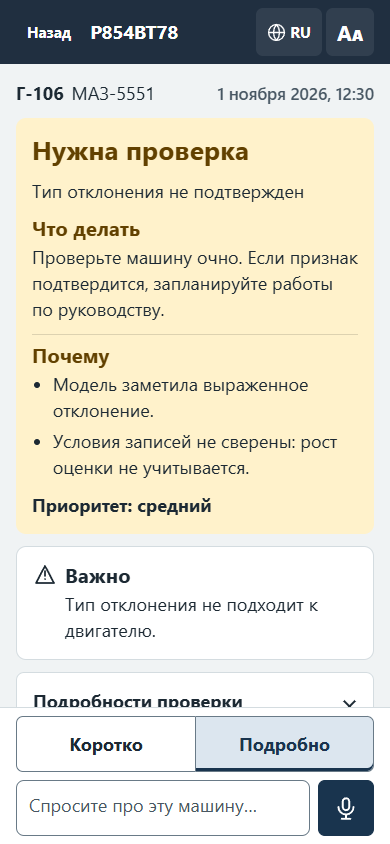 Назад P854BT78 RU Aᴀ
Г-106 МАЗ-5551 1 ноября 2026, 12:30
Нужна проверка
Тип отклонения не подтвержден
Что делать
Проверьте машину очно. Если признак
подтвердится, запланируйте работы
по руководству.
Почему
• Модель заметила выраженное
отклонение.
• Условия записей не сверены: рост
оценки не учитывается.
Приоритет: средний
Важно
Тип отклонения не подходит к
двигателю.
Подробности проверки
Коротко Подробно
Спросите про эту машину...